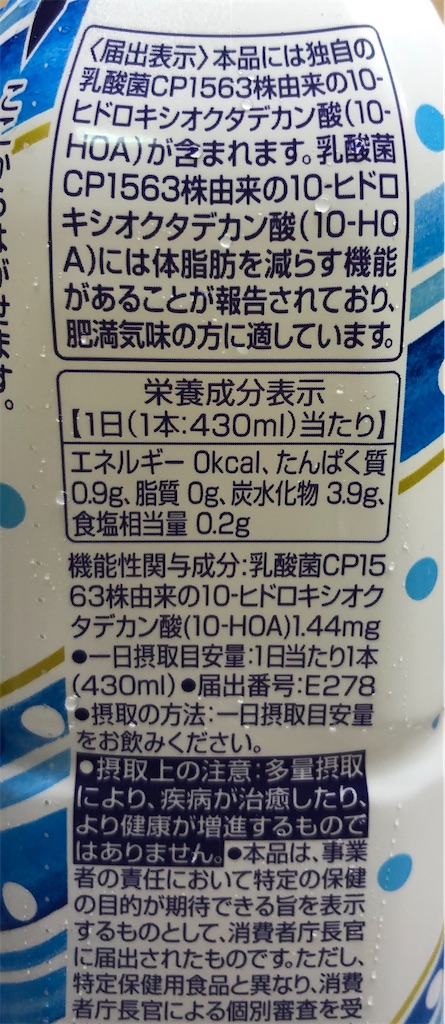 ここからはがせます。
〈届出表示〉本品には独自の
乳酸菌CP1563株由来の10-
ヒドロキシオクタデカン酸(10-
HOA)が含まれます。乳酸菌
CP1563株由来の10-ヒドロ
キシオクタデカン酸(10-HO
A)には体脂肪を減らす機能
があることが報告されており、
肥満気味の方に適しています。
栄養成分表示
【1日(1本:430ml)当たり】
エネルギー 0kcal、たんぱく質
0.9g、脂質 0g、炭水化物 3.9g、
食塩相当量 0.2g
機能性関与成分:乳酸菌CP15
63株由来の10-ヒドロキシオク
タデカン酸(10-HOA)1.44mg
●一日摂取目安量:1日当たり1本
(430ml)●届出番号:E278
●摂取の方法:一日摂取目安量
をお飲みください。
●摂取上の注意:多量摂取
により、疾病が治癒したり、
より健康が増進するもので
はありません。●本品は、事業
者の責任において特定の保健
の目的が期待できる旨を表示
するものとして、消費者庁長官
に届出されたものです。ただし、
特定保健用食品と異なり、消費
者庁長官による個別審査を受